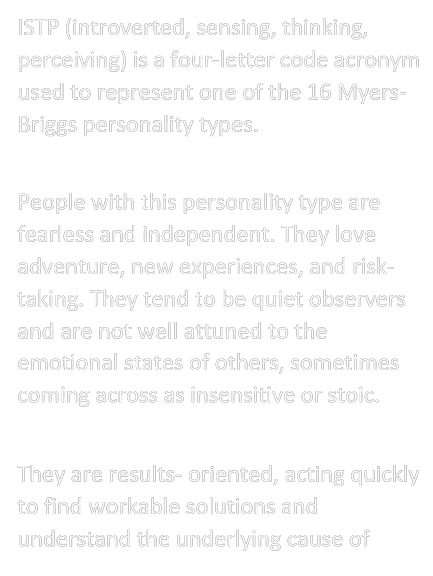 ISTP (introverted, sensing, thinking,
perceiving) is a four-letter code acronym
used to represent one of the 16 Myers-
Briggs personality types.
People with this personality type are
fearless and independent. They love
adventure, new experiences, and risk-
taking. They tend to be quiet observers
and are not well attuned to the
emotional states of others, sometimes
coming across as insensitive or stoic.
They are results- oriented, acting quickly
to find workable solutions and
understand the underlying cause of